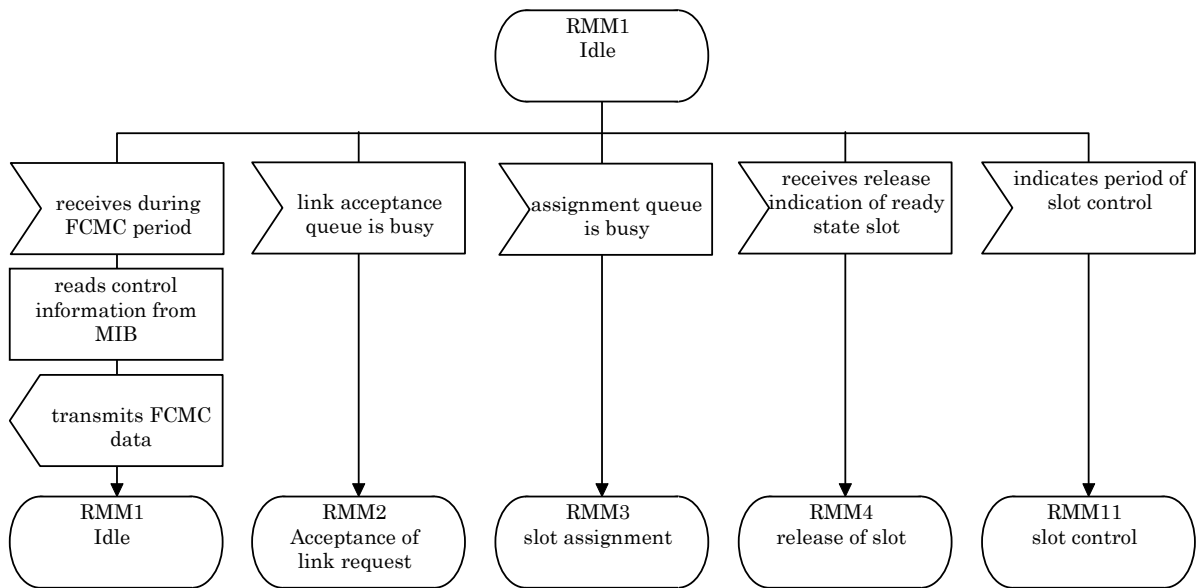 RMM1
Idle
receives during
FCMC period
link acceptance
queue is busy
assignment queue
is busy
receives release
indication of ready
state slot
indicates period of
slot control
reads control
information from
MIB
transmits FCMC
data
RMM1
Idle
RMM2
Acceptance of
link request
RMM3
slot assignment
RMM4
release of slot
RMM11
slot control